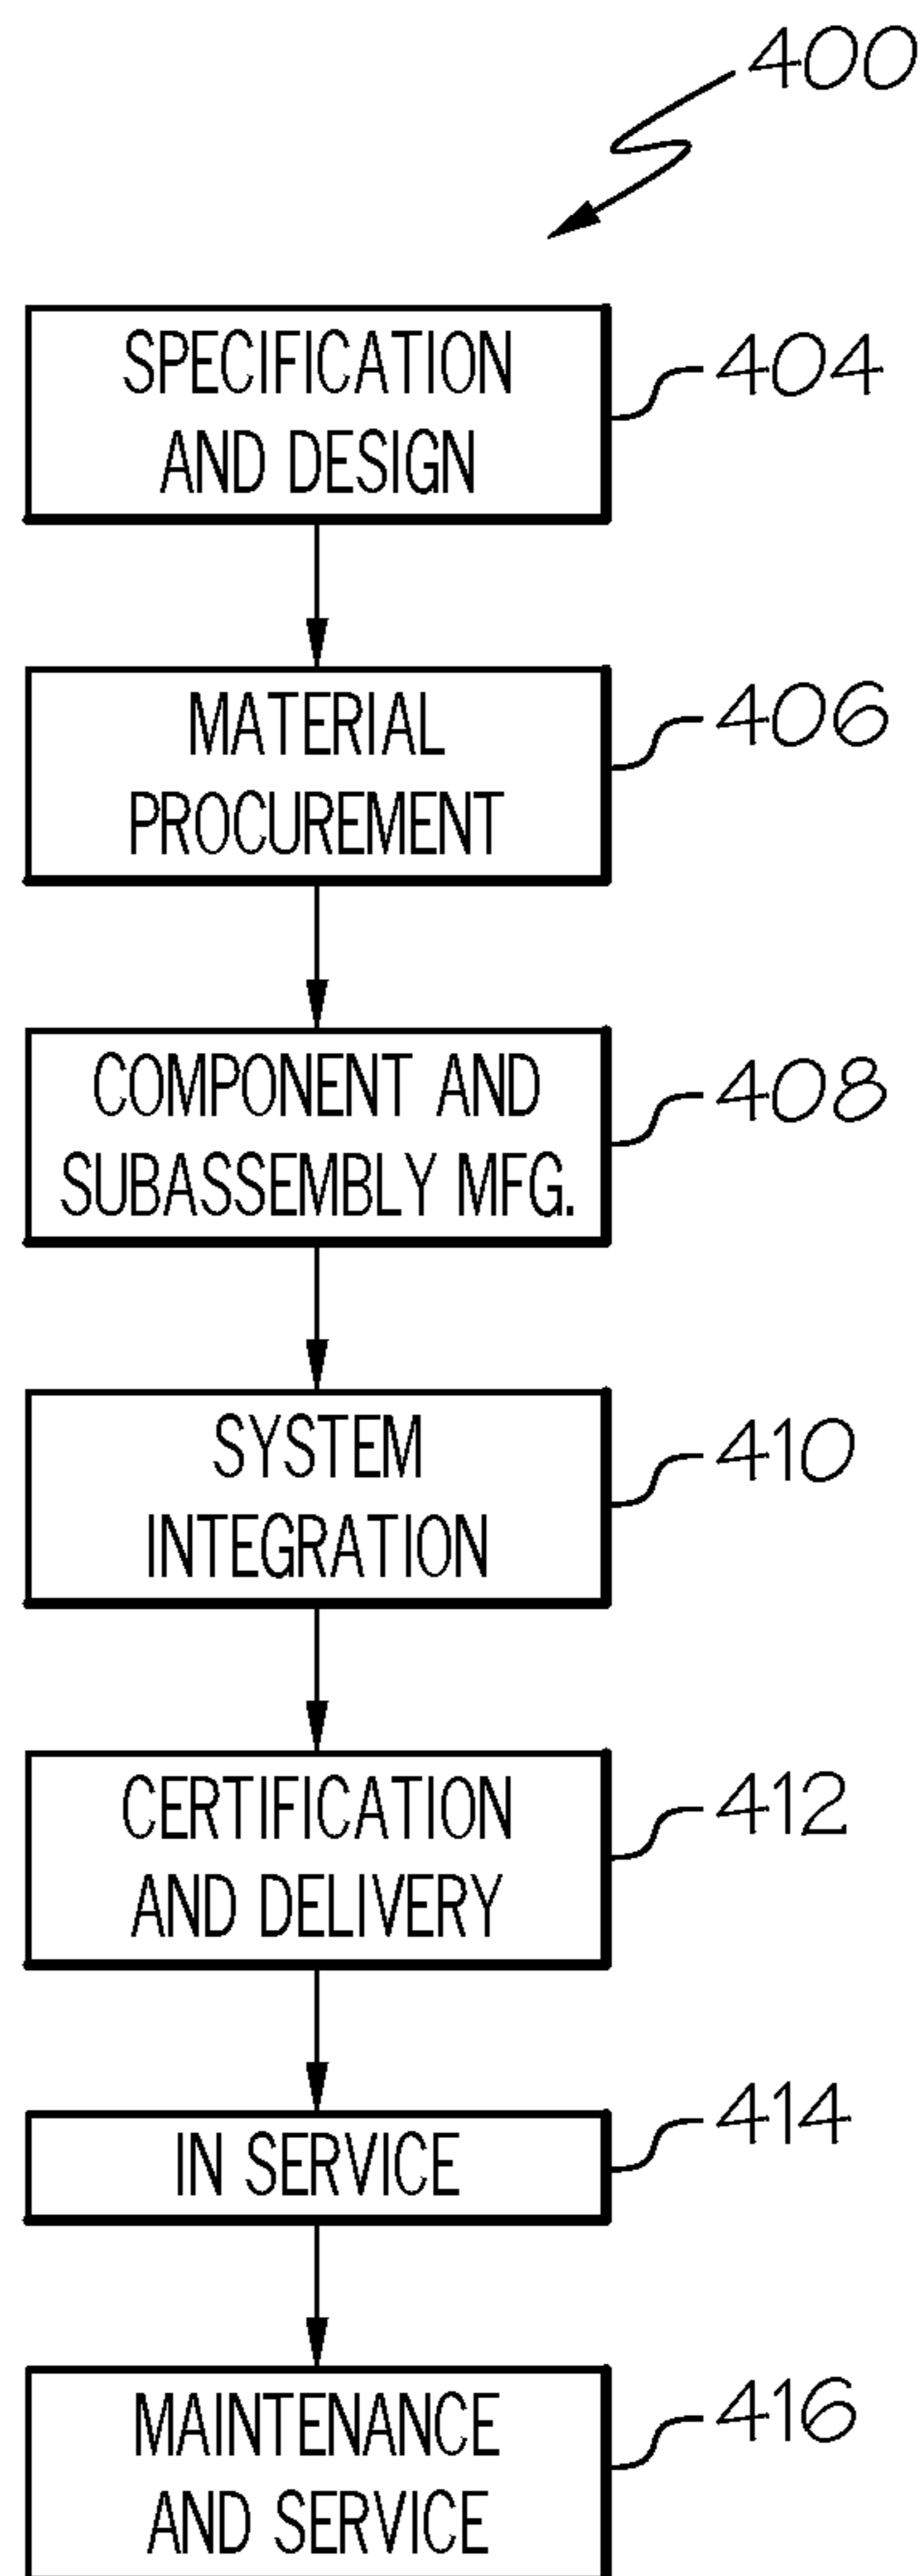 400
SPECIFICATION
AND DESIGN
404
MATERIAL
PROCUREMENT
406
COMPONENT AND
SUBASSEMBLY MFG.
408
SYSTEM
INTEGRATION
410
CERTIFICATION
AND DELIVERY
412
IN SERVICE
414
MAINTENANCE
AND SERVICE
416